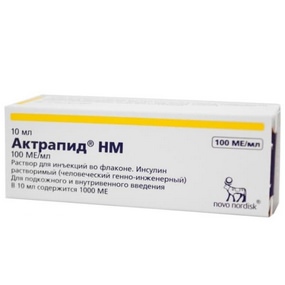 10 мл
Актрапид® НМ
100 МЕ/мл
100 МЕ/мл
Раствор для инъекций во флаконе. Инсулин
растворимый (человеческий генно-инженерный)
Для подкожного и внутривенного введения
В 10 мл содержится 1000 МЕ
novo nordisk®